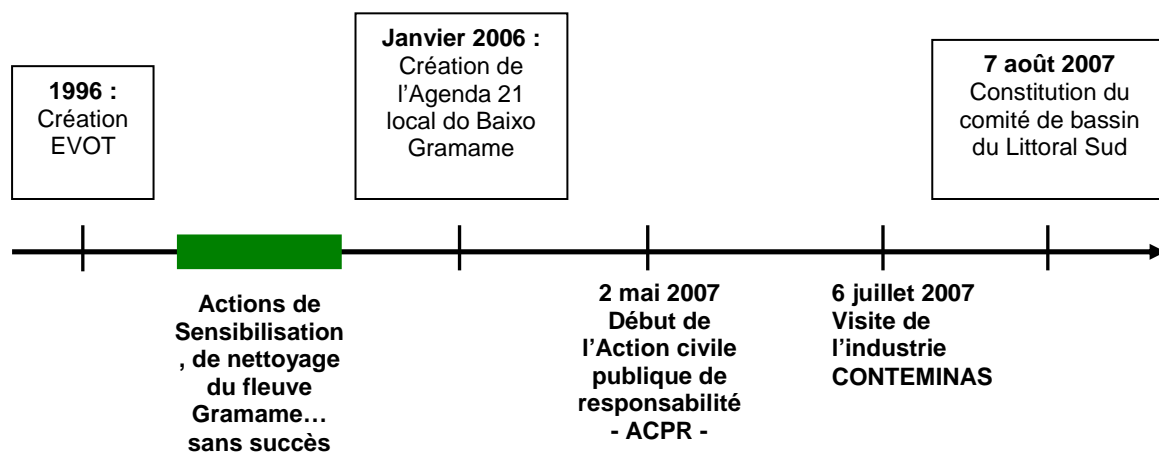 1996 :
Création
EVOT
Actions de
Sensibilisation
, de nettoyage
du fleuve
Gramame…
sans succès
Janvier 2006 :
Création de
l’Agenda 21
local do Baixo
Gramame
2 mai 2007
Début de
l’Action civile
publique de
responsabilité
- ACPR -
6 juillet 2007
Visite de
l’industrie
CONTEMINAS
7 août 2007
Constitution du
comité de bassin
du Littoral Sud